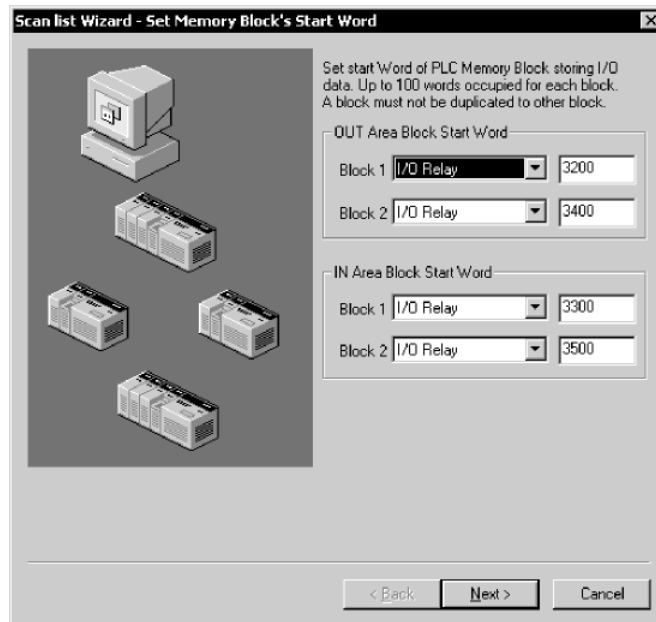 Scan list Wizard - Set Memory Block's Start Word
Set start Word of PLC Memory Block storing I/O
data. Up to 100 words occupied for each block.
A block must not be duplicated to other block.
OUT Area Block Start Word
Block 1 I/O Relay 3200
Block 2 I/O Relay 3400
IN Area Block Start Word
Block 1 I/O Relay 3300
Block 2 I/O Relay 3500
< Back Next > Cancel